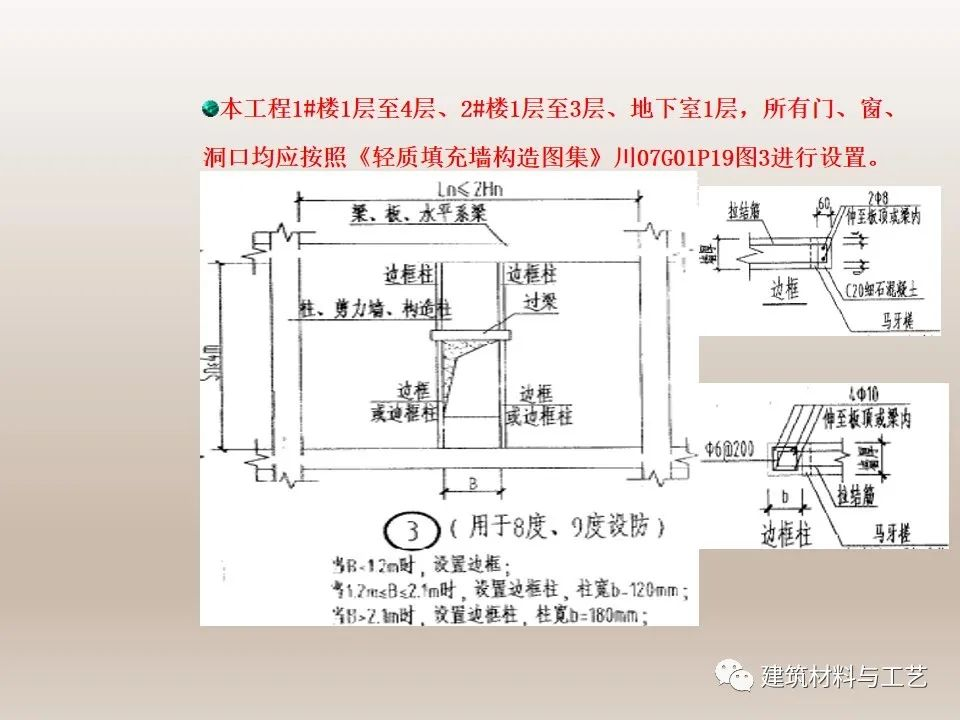 本工程1#楼1层至4层、2#楼1层至3层、地下室1层，所有门、窗、
洞口均应按照《轻质填充墙构造图集》川07G01P19图3进行设置。
Ln≤2Hn
梁、板、水平系梁
边框柱
边框柱
柱、剪力墙、构造柱
过梁
边框
或边框柱
边框
或边框柱
B
3
（用于8度、9度设防）
当B<1.2m时，设置边框；
当1.2m≤B≤2.1m时，设置边框柱，柱宽b=120mm；
当B>2.1m时，设置边框柱，柱宽b=180mm；
拉结筋
60
2Φ8
伸至板顶或梁内
墙厚
边框
C20细石混凝土
马牙槎
4Φ10
伸至板顶或梁内
Φ6@200
墙厚
b
拉结筋
边框柱
马牙槎
建筑材料与工艺